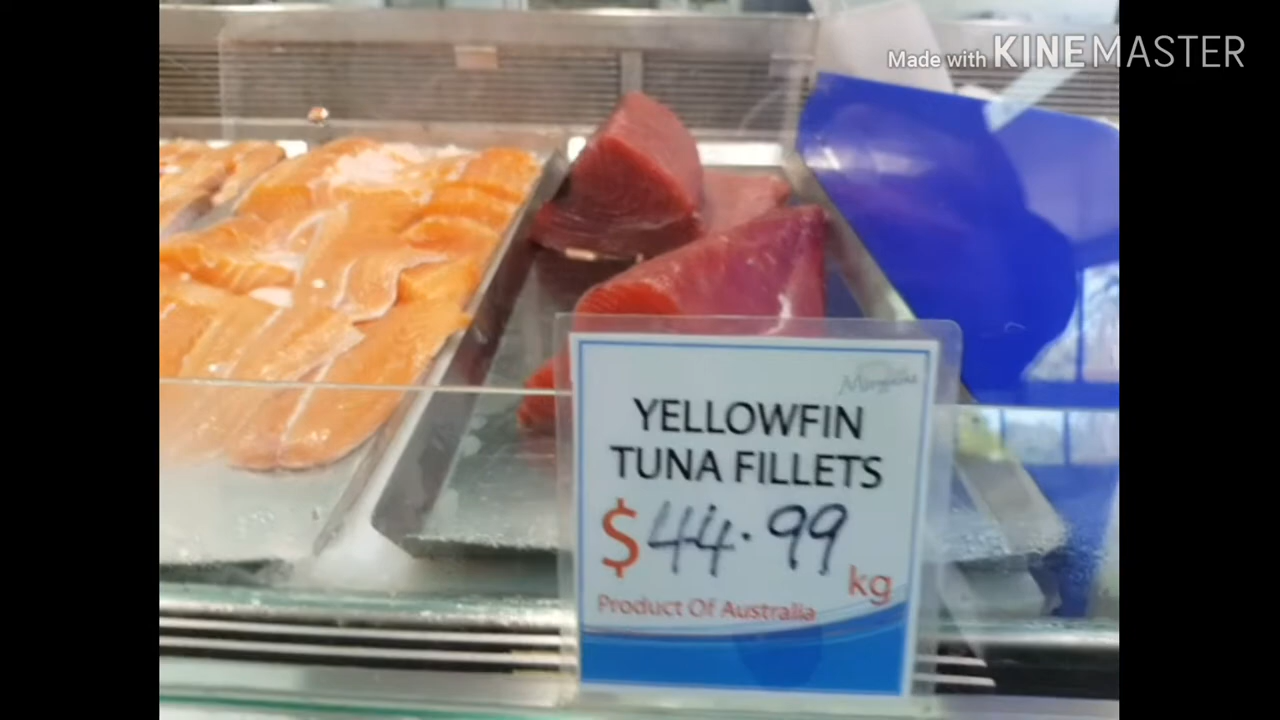 Made with KINEMASTER
YELLOWFIN
TUNA FILLETS
$44.99
kg
Product Of Australia